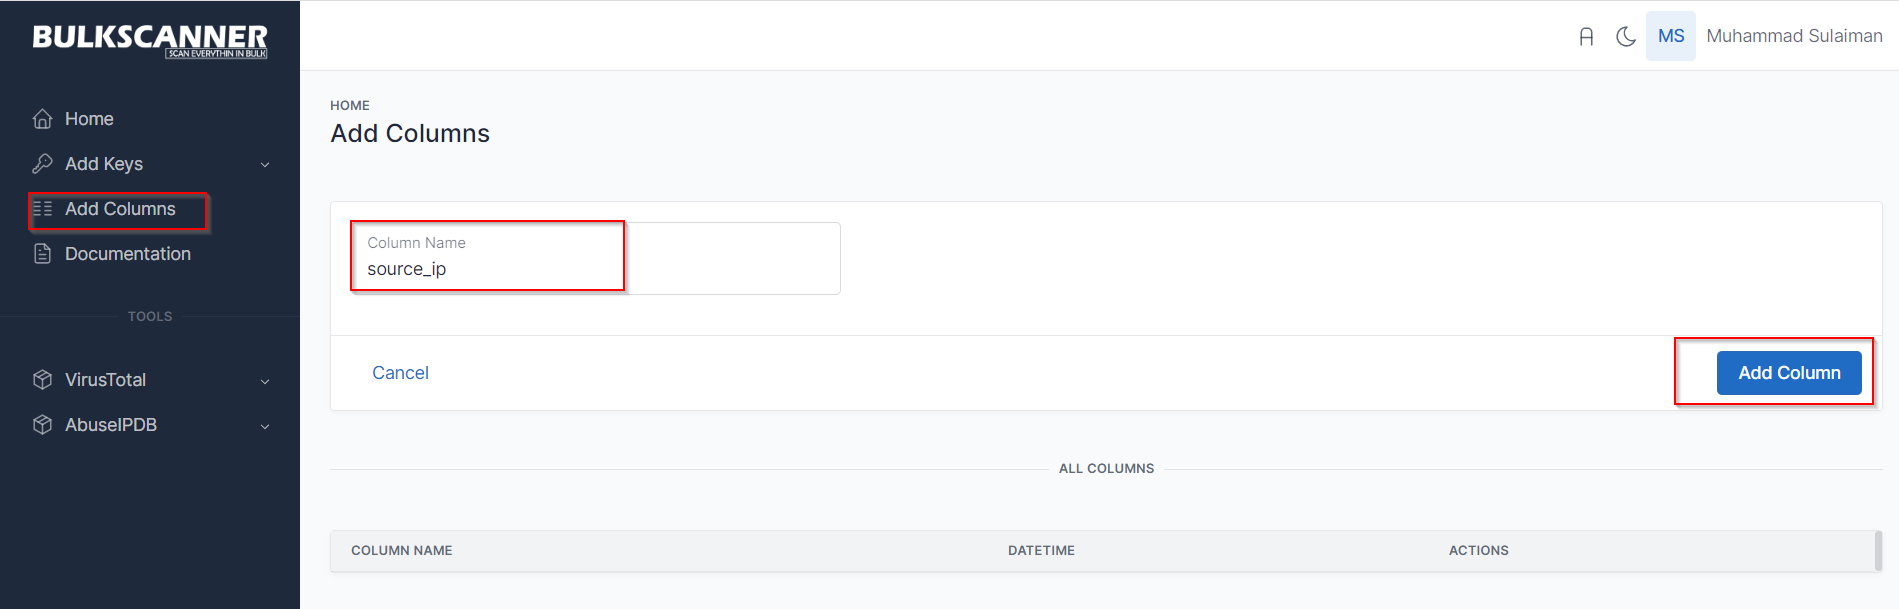 BULKSCANNER
SCAN EVERYTHIN IN BULK
Home
Add Keys
Add Columns
Documentation
TOOLS
VirusTotal
AbuseIPDB
MS Muhammad Sulaiman
HOME
Add Columns
Column Name
source_ip
Cancel
Add Column
ALL COLUMNS
COLUMN NAME DATETIME ACTIONS